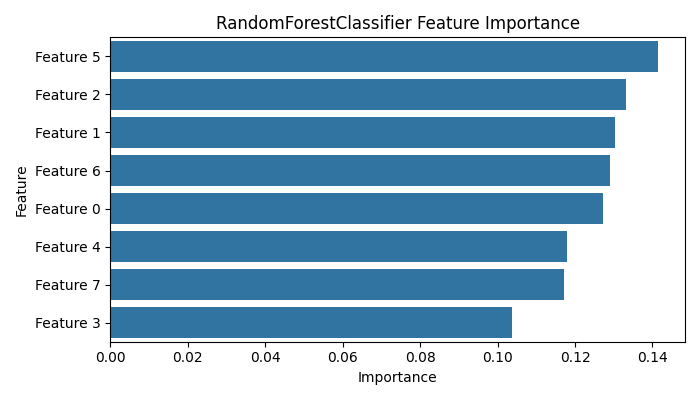 RandomForestClassifier Feature Importance
Feature 5
Feature 2
Feature 1
Feature 6
Feature 0
Feature 4
Feature 7
Feature 3
Feature
0.00 0.02 0.04 0.06 0.08 0.10 0.12 0.14
Importance